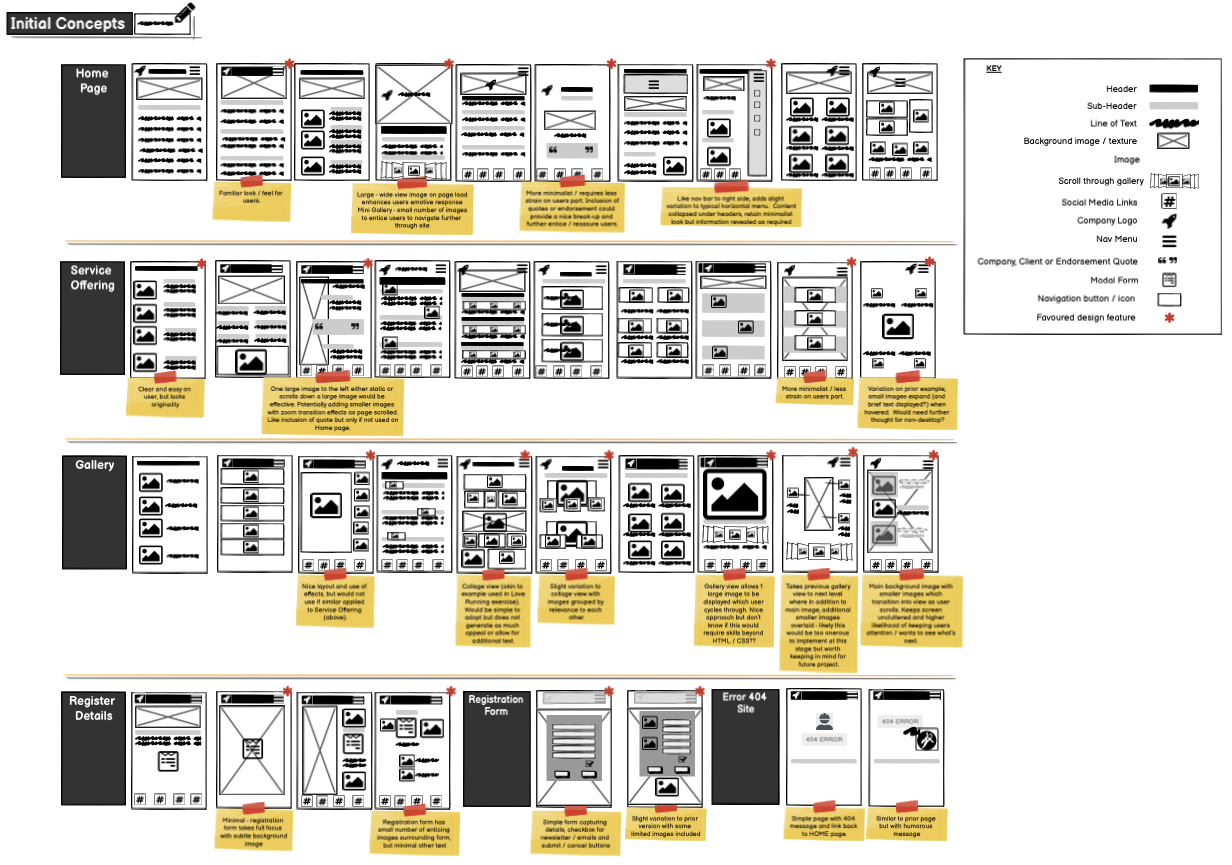 Initial Concepts
Home
Page
Familiar look / feel for
users.
Large - wide view image on page load
enhances users emotive response
Mini Gallery - small number of images
to entice users to navigate further
through site
More minimalist / requires less
strain on users part. Inclusion of
quotes or endorsement could
provide a nice break-up and
further entice / reassure users
Like nav bar to right side, adds slight
variation to typical horizontal menu. Content
collapsed under headers, retain minimalist
look but information revealed as required
KEY
Header
Sub-Header
Line of Text
Background image / texture
Image
Scroll through gallery
Social Media Links
#
Company Logo
Nav Menu
Company, Client or Endorsement Quote
Modal Form
Navigation button / icon
Favoured design feature
Service
Offering
Clear and easy on
user, but lacks
originality
One large image to the left either static or
scrolls down a large image would be
effective. Potentially adding smaller images
with zoom transition effects as page scrolled.
Like inclusion of quote but only if not used on
Home page.
More minimalist / less
strain on users part.
Variation on prior example,
small images expand (and
brief text displayed?) when
hovered. Would need further
thought for non-desktop?
Gallery
Nice layout and use of
effects, but would not
use if similar applied
to Service Offering
(above).
Collage view (akin to
example used in Love
Running exercise).
Would be simple to
adopt but does not
generate as much
appeal or allow for
additional text.
Slight variation to
collage view with
images grouped by
relevance to each
other
Gallery view allows 1
large image to be
displayed which user
cycles through. Nice
approach but don't
know if this would
require skills beyond
HTML / CSS??
Takes previous gallery
view to next level
where in addition to
main image, additional
smaller images
overlaid - likely this
would be too onerous
to implement at this
stage but worth
keeping in mind for
future project.
Main background image with
smaller images which
transition into view as user
scrolls. Keeps screen
uncluttered and higher
likelihood of keeping users
attention / wants to see what's
next.
Register
Details
Minimal - registration
form takes full focus
with subtle background
image
Registration form has
small number of enticing
images surrounding form,
but minimal other text
Registration
Form
Simple form capturing
details, checkbox for
newsletter / emails and
submit / cancel buttons
Slight variation to prior
version with some
limited images included
Error 404
Site
404 ERROR
Simple page with 404
message and link back
to HOME page.
404 ERROR
Similar to prior page
but with humorous
message